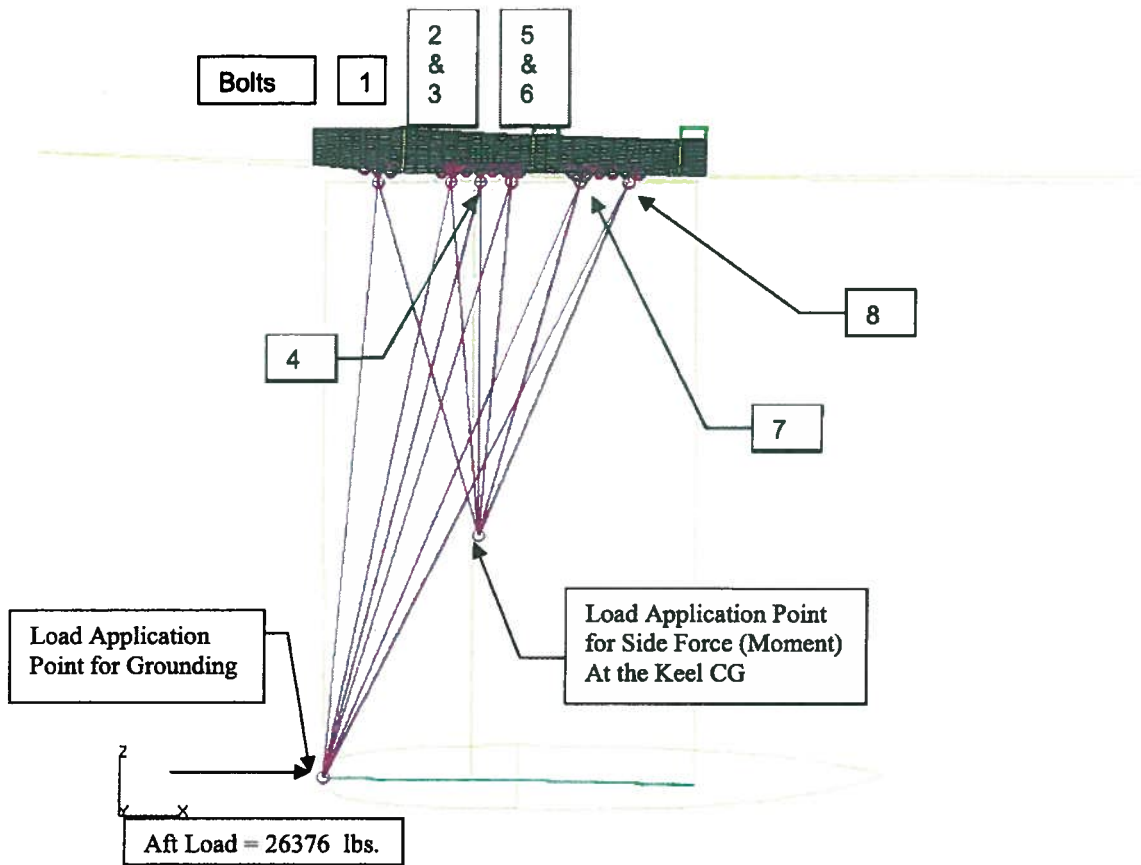 Bolts
1
2
&
3
5
&
6
4
8
7
Load Application
Point for Grounding
Load Application Point
for Side Force (Moment)
At the Keel CG
Z
Y
X
Aft Load = 26376 lbs.